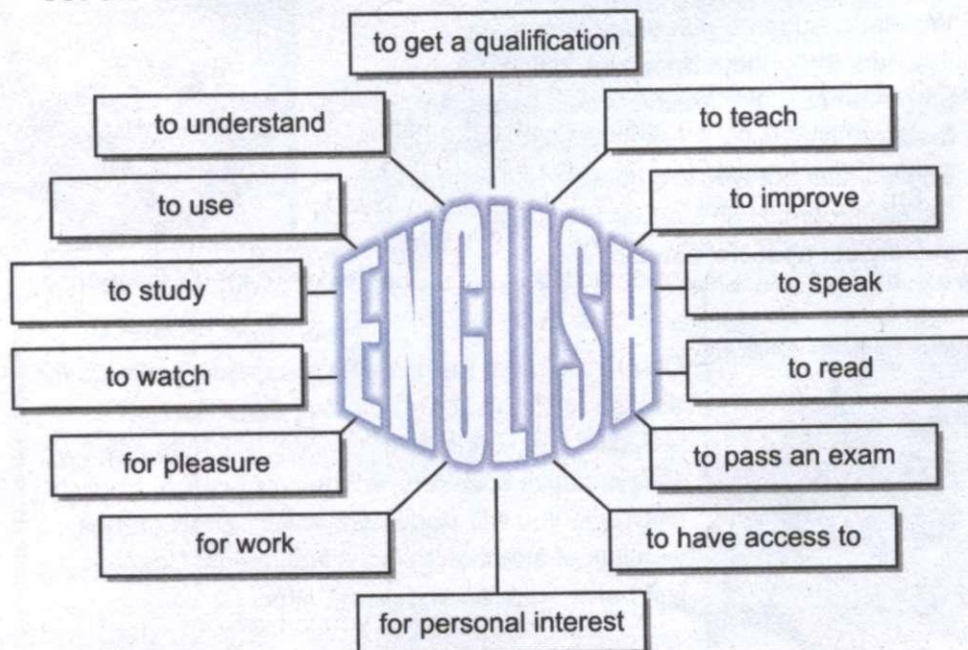 to get a qualification
to understand
to teach
to use
to improve
to study
to speak
ENGLISH
to watch
to read
for pleasure
to pass an exam
for work
to have access to
for personal interest